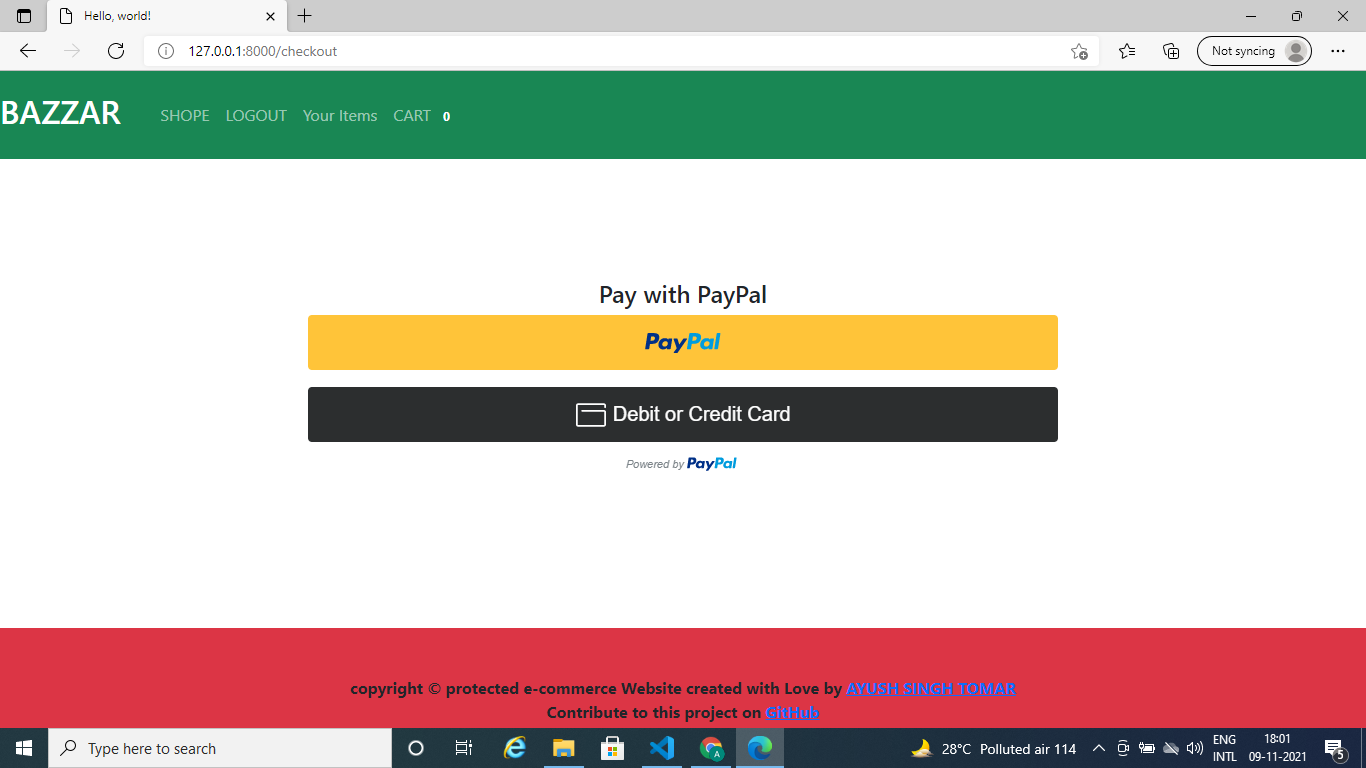 Hello, world!
127.0.0.1:8000/checkout
Not syncing
BAZZAR SHOPE LOGOUT Your Items CART 0
Pay with PayPal
PayPal
Debit or Credit Card
Powered by PayPal
copyright © protected e-commerce Website created with Love by AYUSH SINGH TOMAR
Contribute to this project on GitHub
Type here to search
A
28°C Polluted air 114
ENG
INTL
18:01
09-11-2021
5